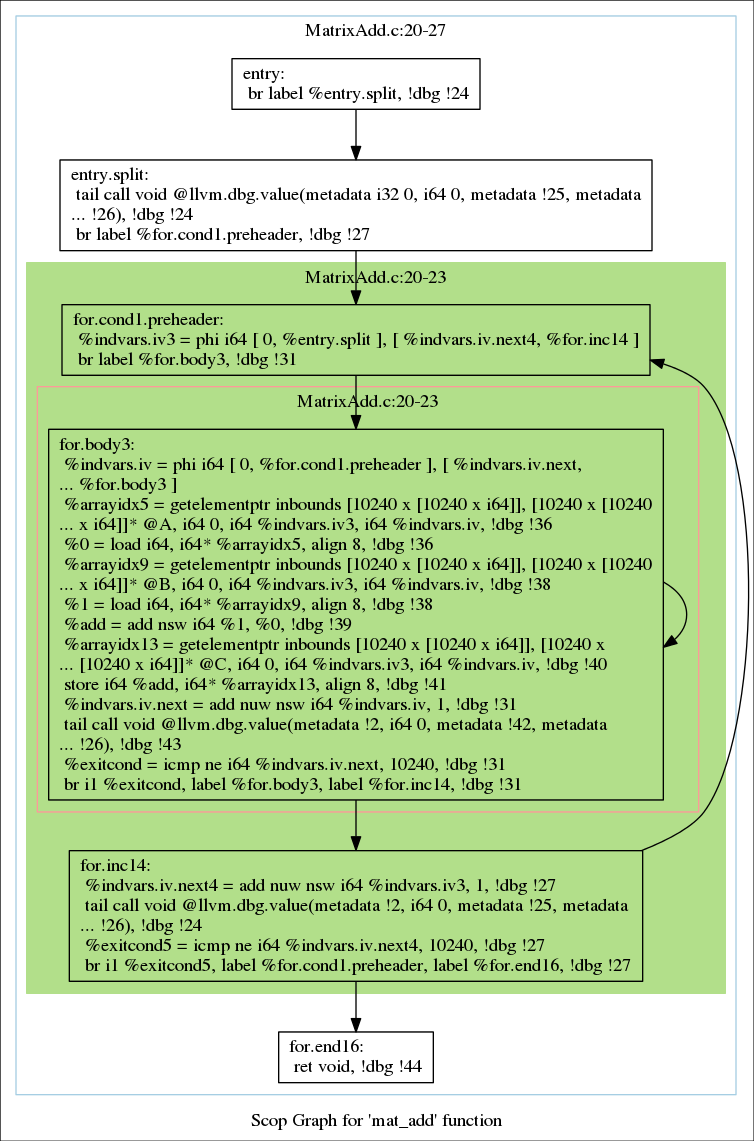 MatrixAdd.c:20-27
entry:
br label %entry.split, !dbg !24
entry.split:
tail call void @llvm.dbg.value(metadata i32 0, i64 0, metadata !25, metadata
... !26), !dbg !24
br label %for.cond1.preheader, !dbg !27
MatrixAdd.c:20-23
for.cond1.preheader:
%indvars.iv3 = phi i64 [ 0, %entry.split ], [ %indvars.iv.next4, %for.inc14 ]
br label %for.body3, !dbg !31
MatrixAdd.c:20-23
for.body3:
%indvars.iv = phi i64 [ 0, %for.cond1.preheader ], [ %indvars.iv.next,
... %for.body3 ]
%arrayidx5 = getelementptr inbounds [10240 x [10240 x i64]], [10240 x [10240
... x i64]]* @A, i64 0, i64 %indvars.iv3, i64 %indvars.iv, !dbg !36
%0 = load i64, i64* %arrayidx5, align 8, !dbg !36
%arrayidx9 = getelementptr inbounds [10240 x [10240 x i64]], [10240 x [10240
... x i64]]* @B, i64 0, i64 %indvars.iv3, i64 %indvars.iv, !dbg !38
%1 = load i64, i64* %arrayidx9, align 8, !dbg !38
%add = add nsw i64 %1, %0, !dbg !39
%arrayidx13 = getelementptr inbounds [10240 x [10240 x i64]], [10240 x
... [10240 x i64]]* @C, i64 0, i64 %indvars.iv3, i64 %indvars.iv, !dbg !40
store i64 %add, i64* %arrayidx13, align 8, !dbg !41
%indvars.iv.next = add nuw nsw i64 %indvars.iv, 1, !dbg !31
tail call void @llvm.dbg.value(metadata !2, i64 0, metadata !42, metadata
... !26), !dbg !43
%exitcond = icmp ne i64 %indvars.iv.next, 10240, !dbg !31
br i1 %exitcond, label %for.body3, label %for.inc14, !dbg !31
for.inc14:
%indvars.iv.next4 = add nuw nsw i64 %indvars.iv3, 1, !dbg !27
tail call void @llvm.dbg.value(metadata !2, i64 0, metadata !25, metadata
... !26), !dbg !24
%exitcond5 = icmp ne i64 %indvars.iv.next4, 10240, !dbg !27
br i1 %exitcond5, label %for.cond1.preheader, label %for.end16, !dbg !27
for.end16:
ret void, !dbg !44
Scop Graph for 'mat_add' function